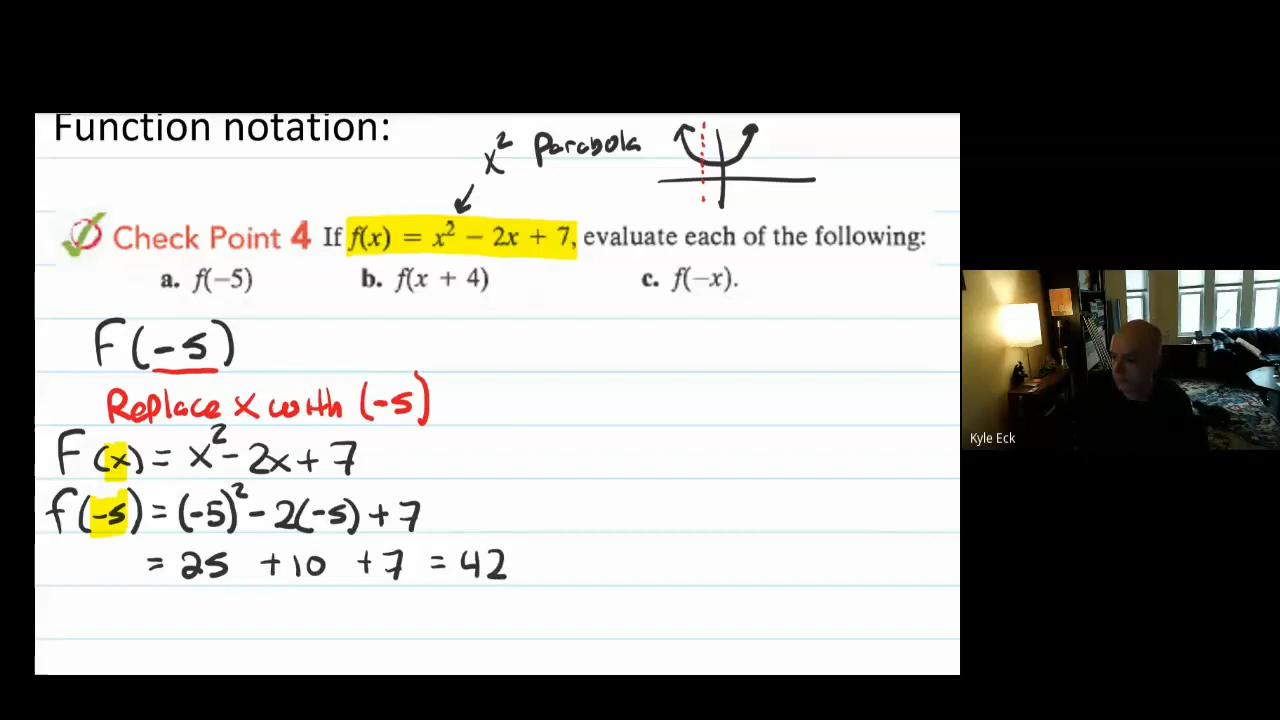 Function notation:
x² Parabola
Check Point 4 If f(x) = x² − 2x + 7, evaluate each of the following:
a. f(−5) b. f(x + 4) c. f(−x).
F(-5)
Replace x with (-5)
F(x) = x² - 2x + 7
f(-5) = (-5)² - 2(-5) + 7
= 25 + 10 + 7 = 42
Kyle Eck